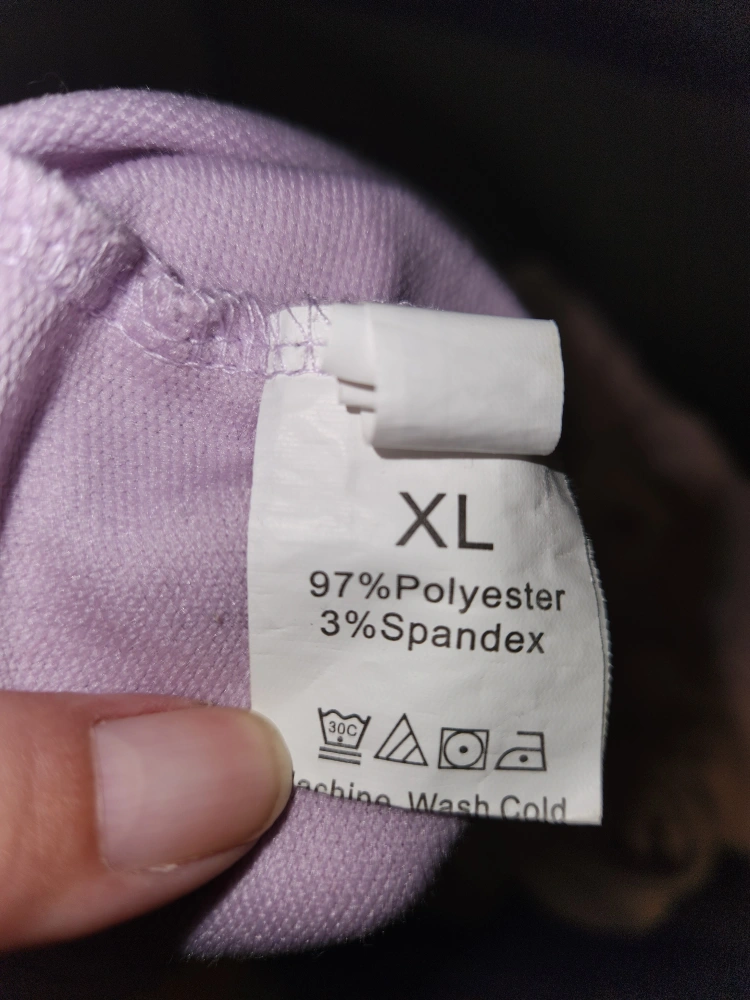 XL
97%Polyester
3%Spandex
30C
Wash Cold